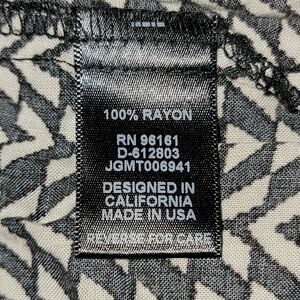 100% RAYON
RN 96161
D-612803
JGMT006941
DESIGNED IN
CALIFORNIA
MADE IN USA
REVERSE FOR CARE